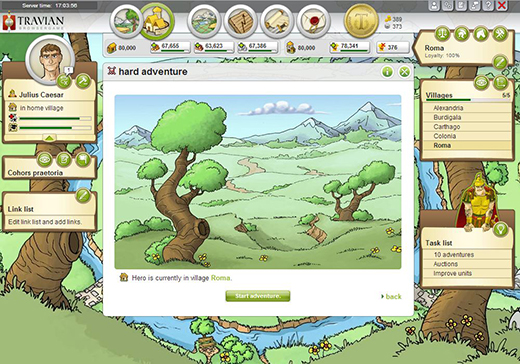 Server time: 17:03:56
TRAVIAN
BROWSERGAME
389
373
80,000
67,655
63,623
67,386
80,000
78,341
376
Roma
Loyalty: 100%
hard adventure
Julius Caesar
in home village
Villages 5/5
Alexandria
Burdigala
Carthago
Colonia
Roma
Cohors praetoria
Link list
Edit link list and add links.
Task list
10 adventures
Auctions
Improve units
Hero is currently in village Roma.
Start adventure.
back